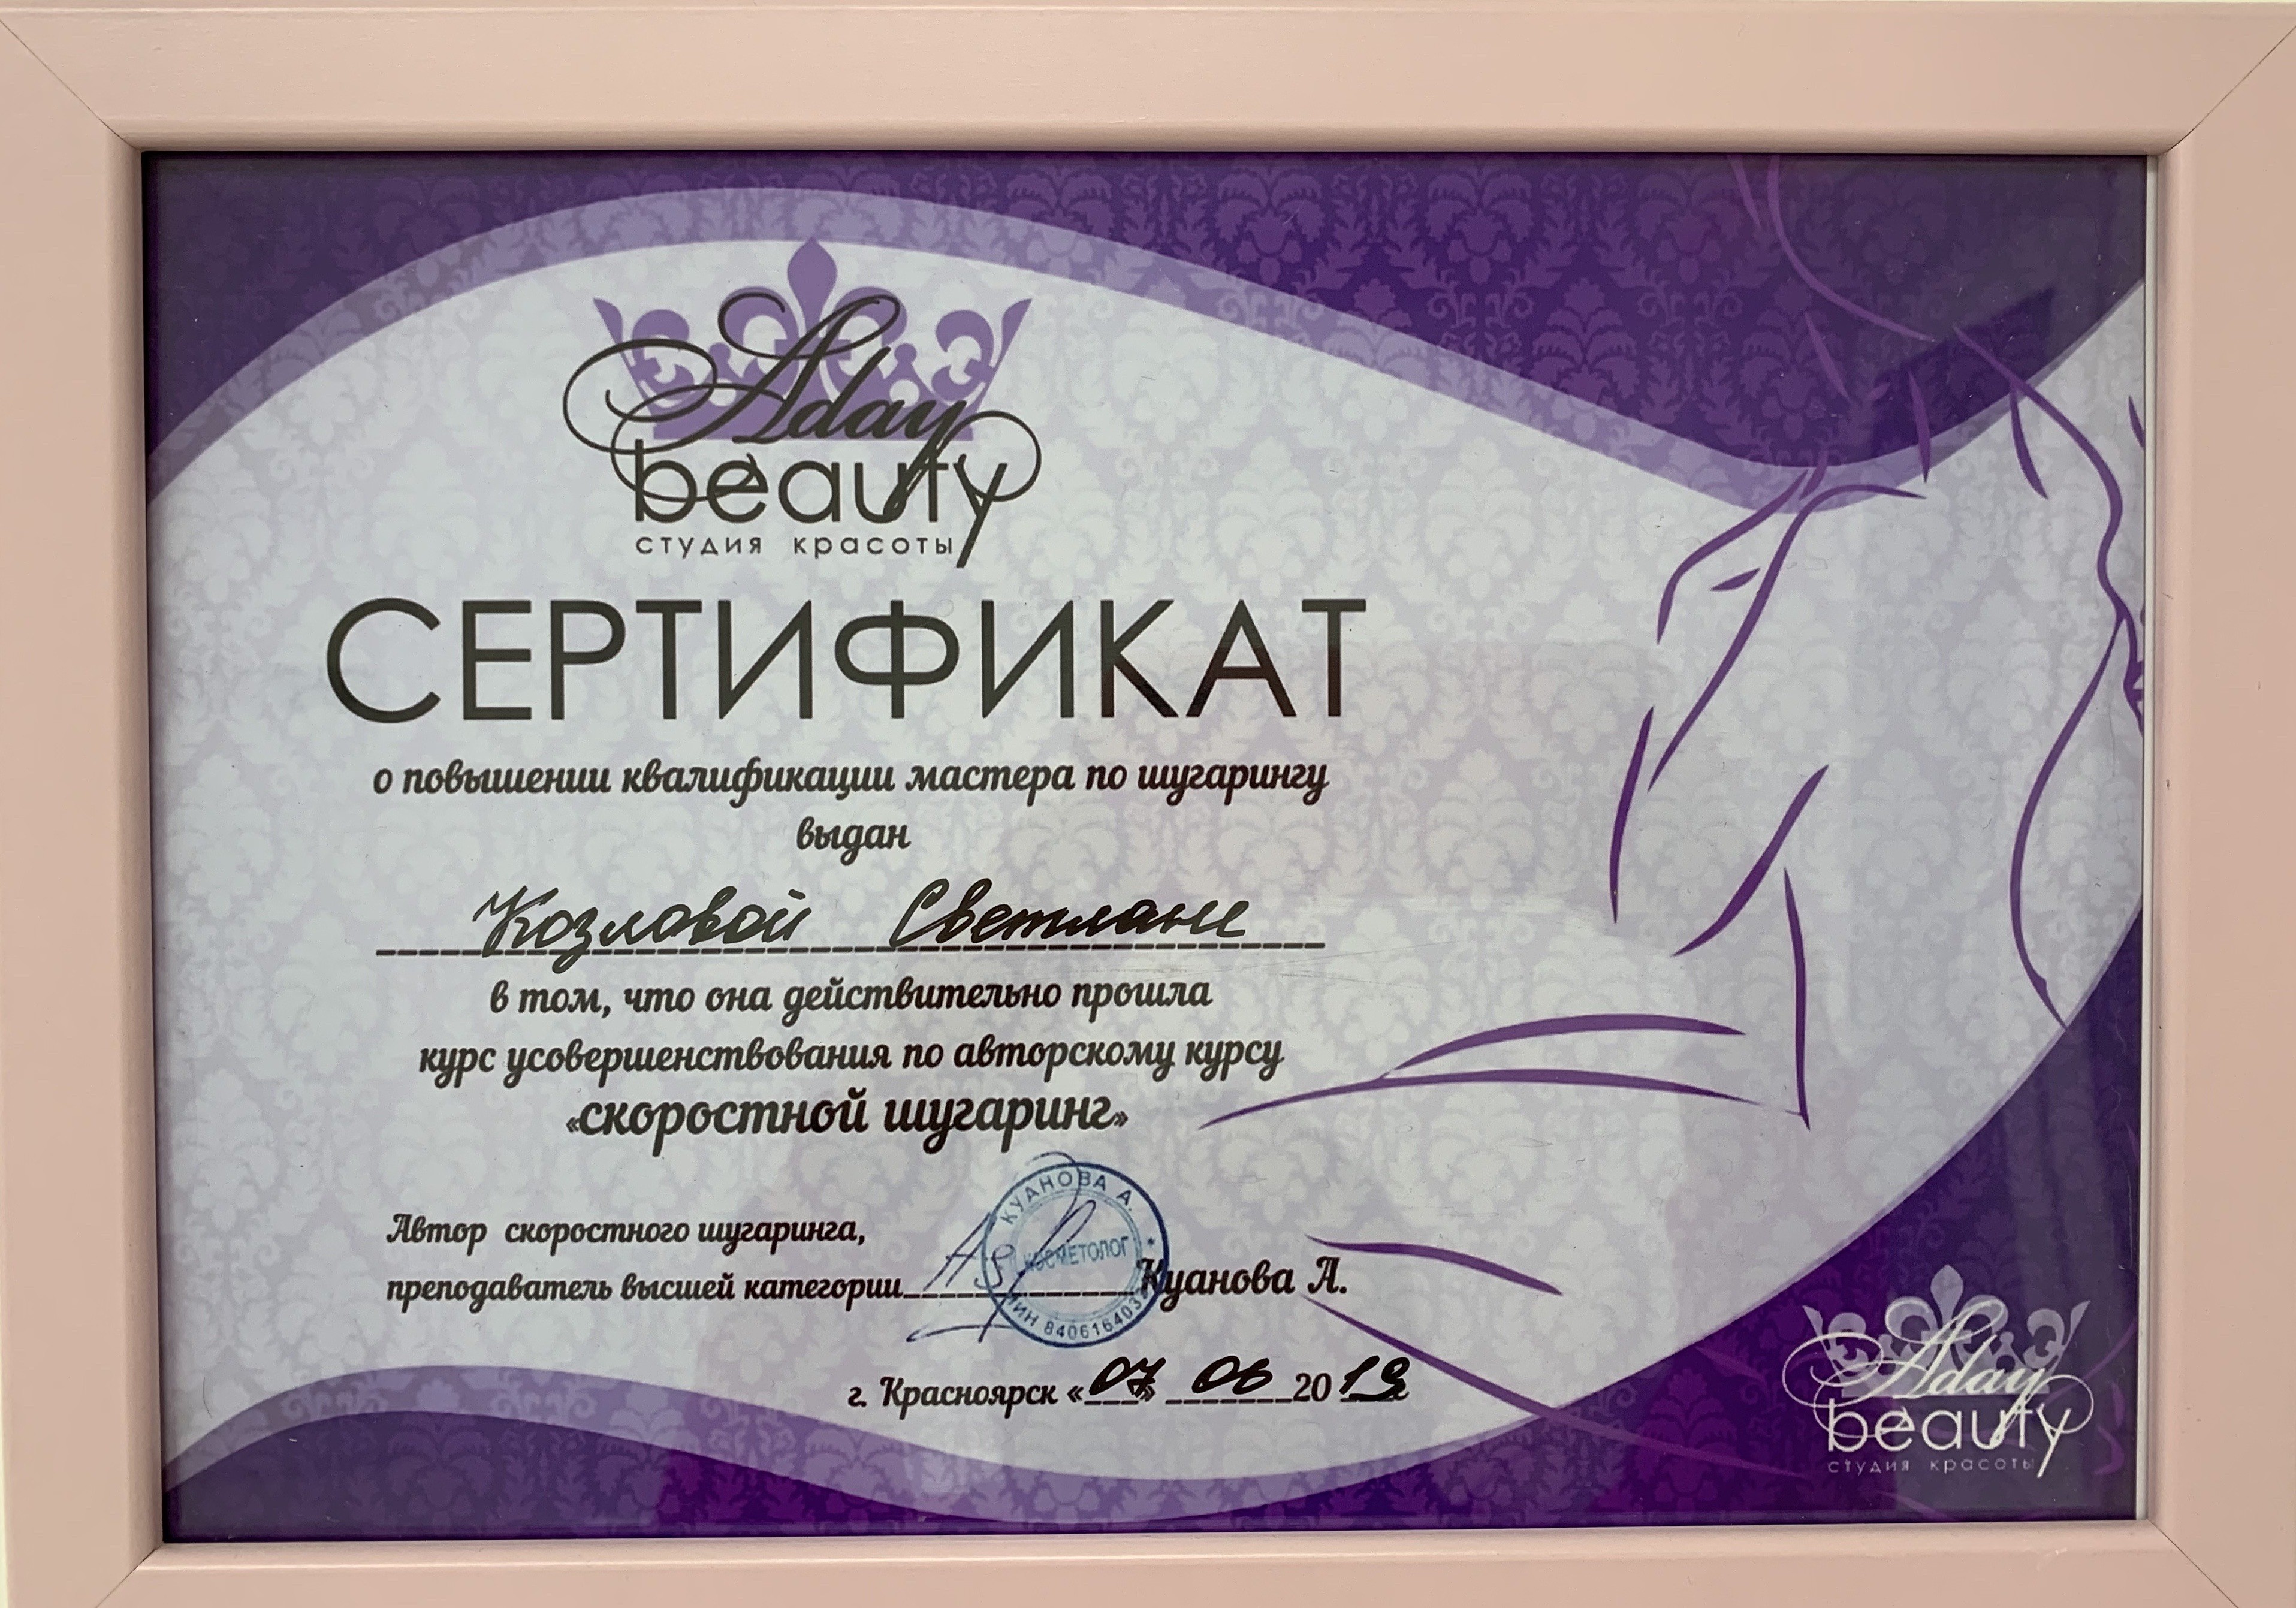 Aday
beauty
студия красоты
СЕРТИФИКАТ
о повышении квалификации мастера по шугарингу
выдан
Козловой Светлане
в том, что она действительно прошла
курс усовершенствования по авторскому курсу
«скоростной шугаринг»
Автор скоростного шугаринга,
преподаватель высшей категории Куанова А.
КУАНОВА А.
КОСМЕТОЛОГ
г. Красноярск «07» 06 2019
Aday
beauty
студия красоты